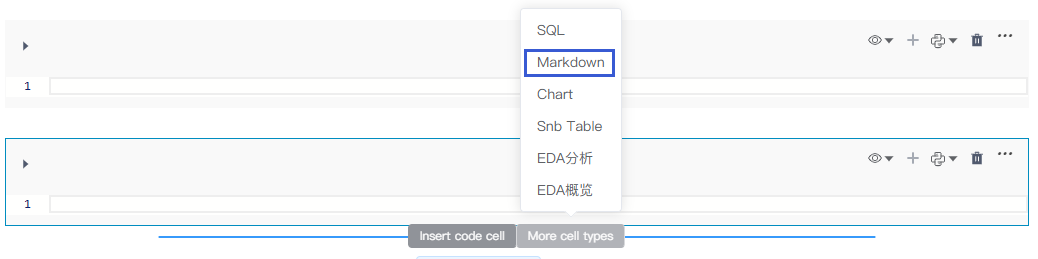 SQL
Markdown
1
Chart
Snb Table
EDA分析
EDA概览
1
Insert code cell
More cell types